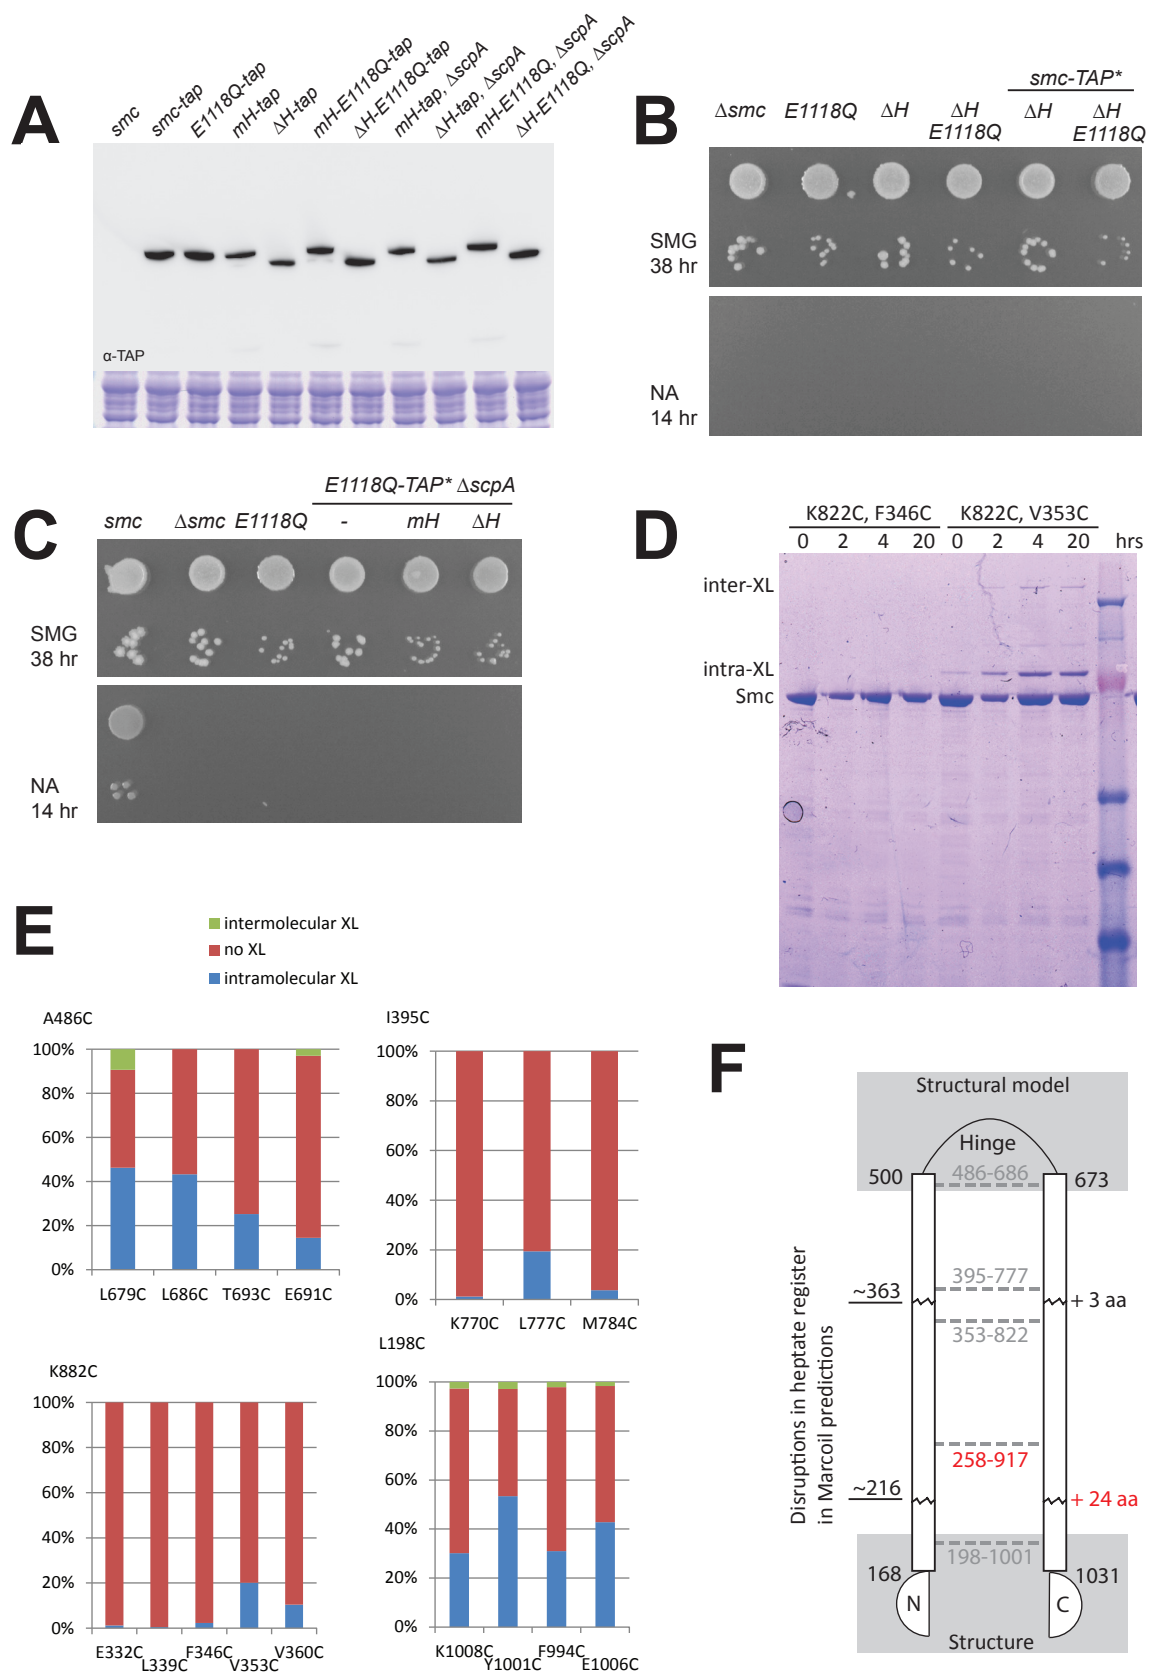 A
smc
smc-tap
E1118Q-tap
mH-tap
ΔH-tap
mH-E1118Q-tap
ΔH-E1118Q-tap
mH-tap, ΔscpA
ΔH-tap, ΔscpA
mH-E1118Q, ΔscpA
ΔH-E1118Q, ΔscpA
α-TAP
B
smc-TAP*
Δsmc E1118Q ΔH ΔH E1118Q ΔH ΔH E1118Q
SMG
38 hr
NA
14 hr
C
E1118Q-TAP* ΔscpA
smc Δsmc E1118Q - mH ΔH
SMG
38 hr
NA
14 hr
D
K822C, F346C K822C, V353C
0 2 4 20 0 2 4 20 hrs
inter-XL
intra-XL
Smc
E
intermolecular XL
no XL
intramolecular XL
A486C
100%
80%
60%
40%
20%
0%
L679C L686C T693C E691C
I395C
100%
80%
60%
40%
20%
0%
K770C L777C M784C
K882C
100%
80%
60%
40%
20%
0%
E332C L339C F346C V353C V360C
L198C
100%
80%
60%
40%
20%
0%
K1008C Y1001C F994C E1006C
F
Structural model
Hinge
500 486-686 673
395-777
~363 + 3 aa
353-822
258-917
~216 + 24 aa
198-1001
168 1031
N C
Structure
Disruptions in heptate register
in Marcoil predictions